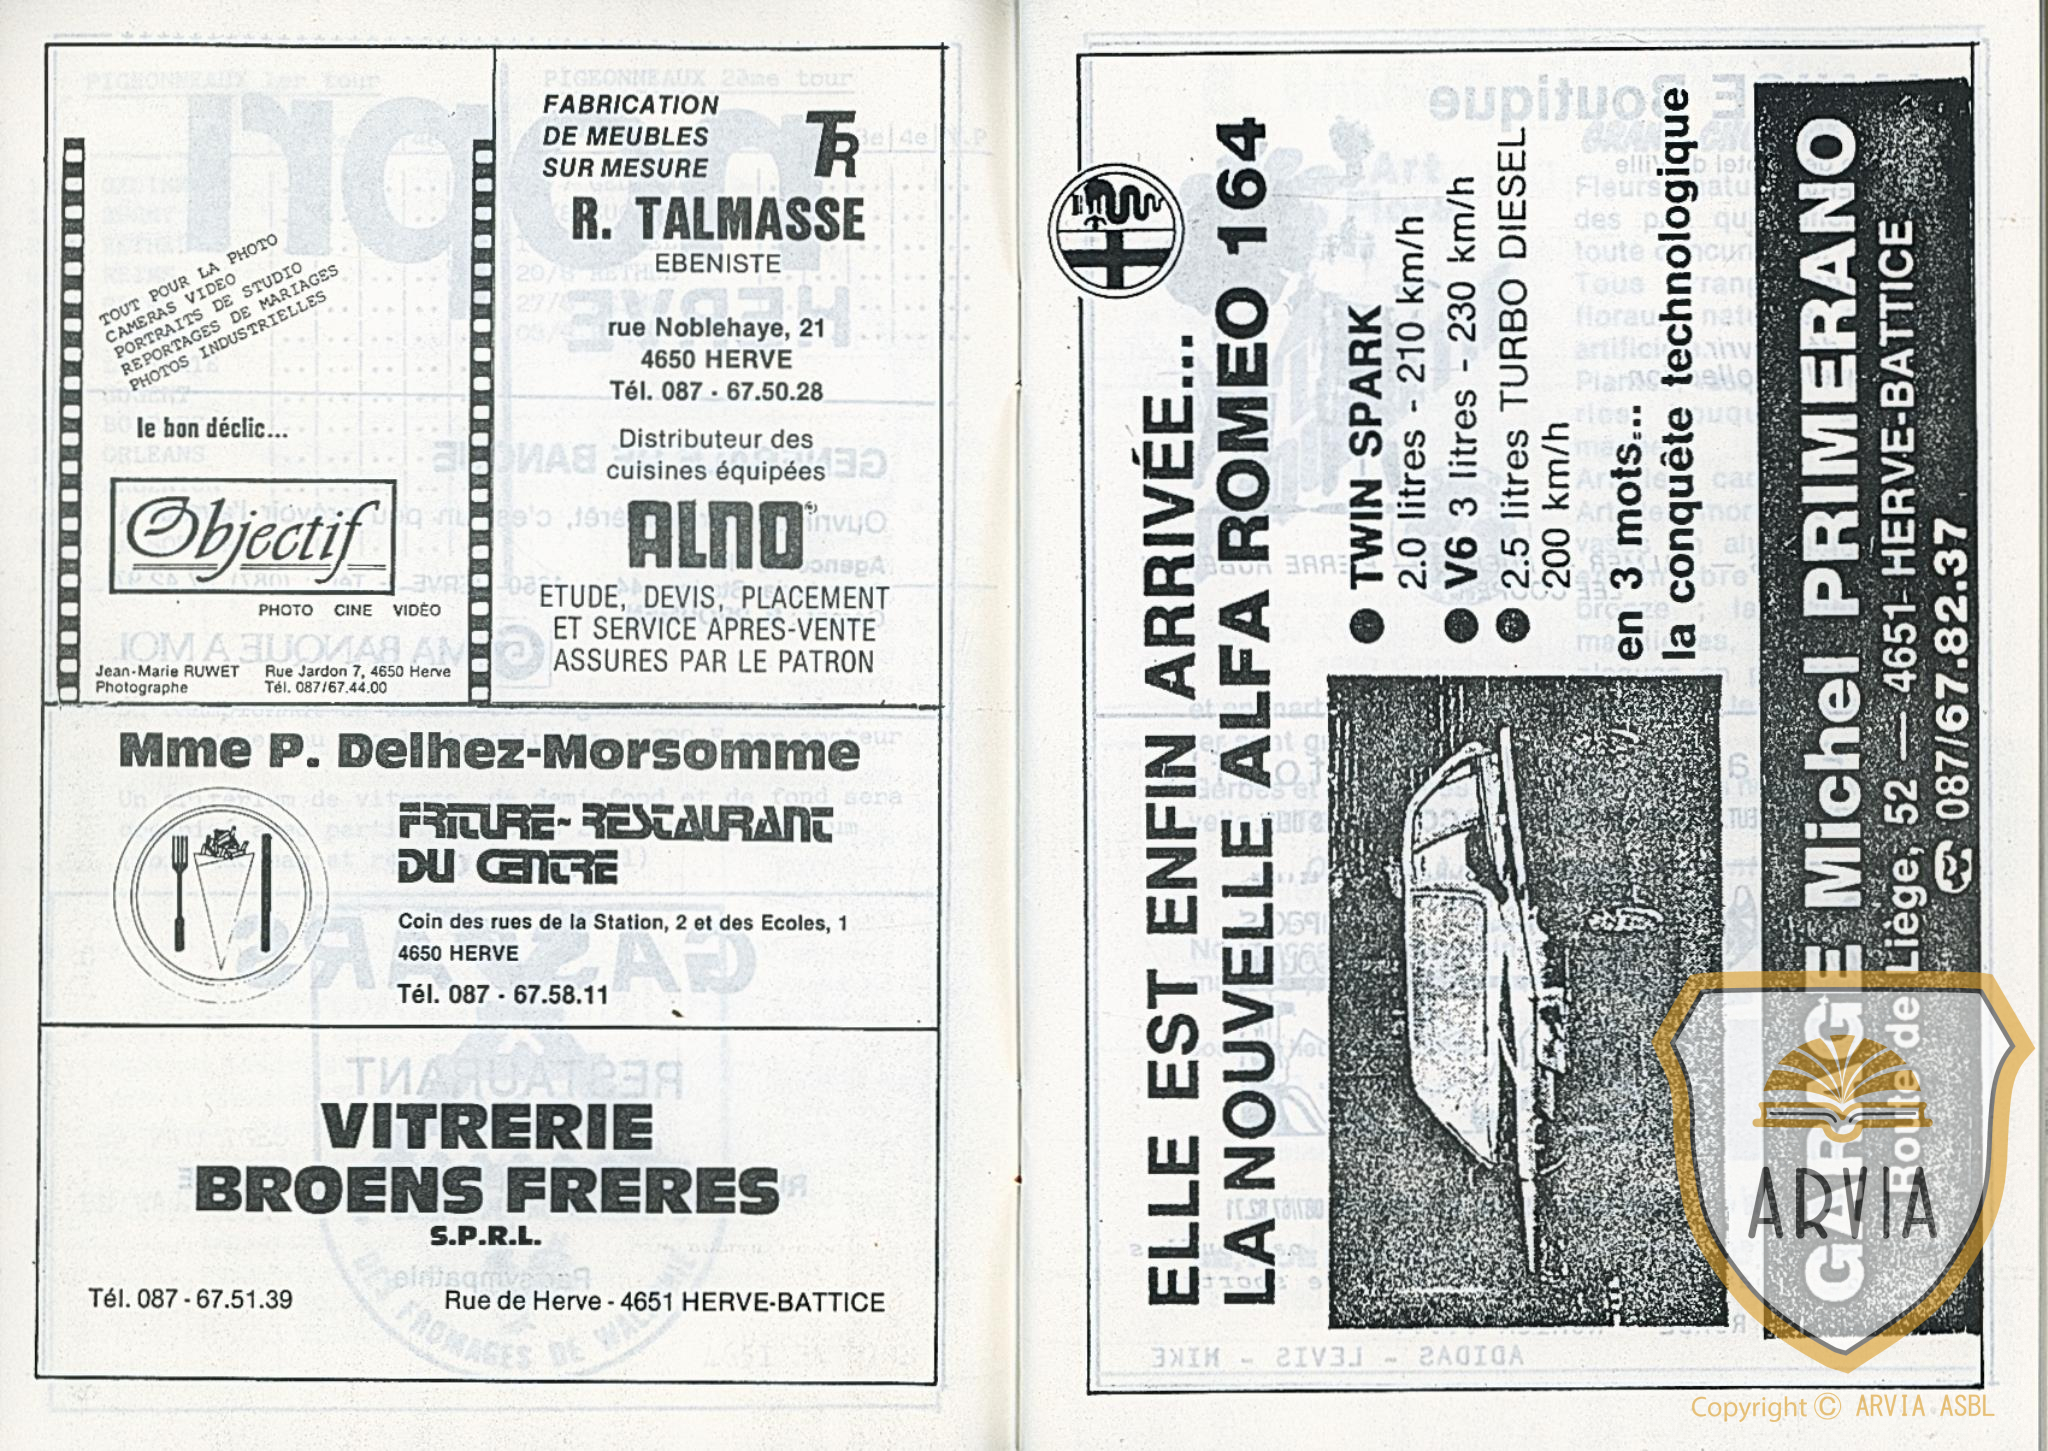 TOUT POUR LA PHOTO
CAMERAS VIDEO
PORTRAITS DE STUDIO
REPORTAGES DE MARIAGES
PHOTOS INDUSTRIELLES
le bon déclic...
Objectif
PHOTO CINE VIDÉO
Jean-Marie RUWET
Photographe
Rue Jardon 7, 4650 Herve
Tél. 087/67.44.00
FABRICATION
DE MEUBLES
SUR MESURE
TR
R. TALMASSE
EBENISTE
rue Noblehaye, 21
4650 HERVE
Tél. 087 - 67.50.28
Distributeur des
cuisines équipées
ALNO®
ETUDE, DEVIS, PLACEMENT
ET SERVICE APRES-VENTE
ASSURES PAR LE PATRON
Mme P. Delhez-Morsomme
FRITURE-RESTAURANT
DU CENTRE
Coin des rues de la Station, 2 et des Ecoles, 1
4650 HERVE
Tél. 087 - 67.58.11
VITRERIE
BROENS FRERES
S.P.R.L.
Tél. 087 - 67.51.39
Rue de Herve - 4651 HERVE-BATTICE
ELLE EST ENFIN ARRIVÉE...
LA NOUVELLE ALFA ROMEO 164
● TWIN SPARK
2.0 litres - 210 km/h
● V6 3 litres - 230 km/h
● 2.5 litres TURBO DIESEL
200 km/h
en 3 mots...
la conquête technologique
GARAGE Michel PRIMERANO
Route de Liège, 52 — 4651 HERVE-BATTICE
087/67.82.37
ARVIA
Copyright © ARVIA ASBL